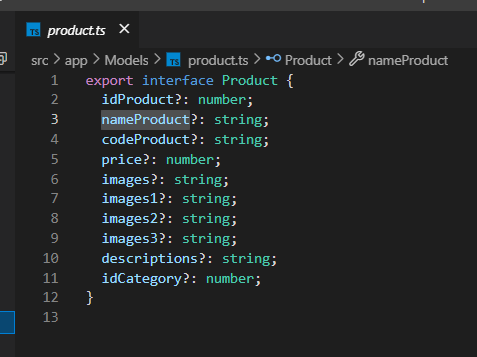 TS product.ts ×
src > app > Models > TS product.ts > Product > nameProduct
1 export interface Product {
2 idProduct?: number;
3 nameProduct?: string;
4 codeProduct?: string;
5 price?: number;
6 images?: string;
7 images1?: string;
8 images2?: string;
9 images3?: string;
10 descriptions?: string;
11 idCategory?: number;
12 }
13